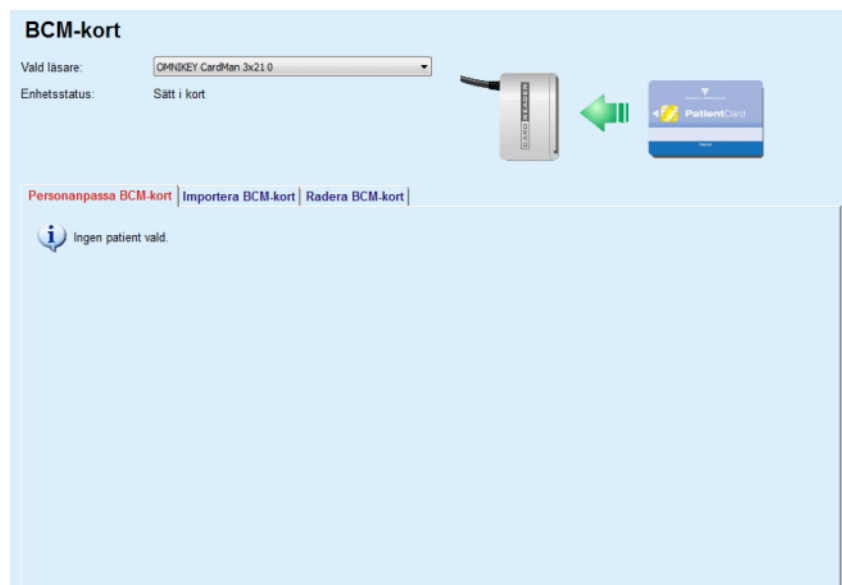 BCM-kort
Vald läsare: OMNIKEY CardMan 3x21 0
Enhetsstatus: Sätt i kort
CARD READER
PatientCard
Personanpassa BCM-kort Importera BCM-kort Radera BCM-kort
Ingen patient vald.